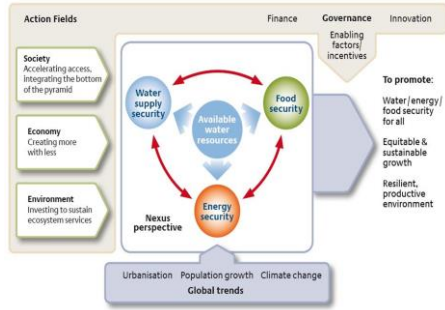 Action Fields
Finance
Governance
Innovation
Enabling
factors/
incentives
Society
Accelerating access,
integrating the bottom
of the pyramid
Economy
Creating more
with less
Environment
Investing to sustain
ecosystem services
Water
supply
security
Food
security
Available
water
resources
Energy
security
Nexus
perspective
To promote:
Water/energy/
food security
for all
Equitable &
sustainable
growth
Resilient,
productive
environment
Urbanisation Population growth Climate change
Global trends